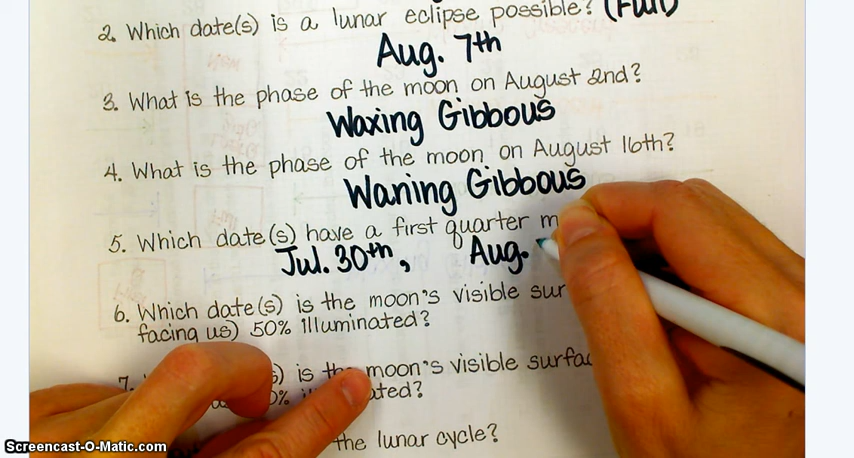 2. Which date(s) is a lunar eclipse possible? (Full)
Aug. 7th
3. What is the phase of the moon on August 2nd?
Waxing Gibbous
4. What is the phase of the moon on August 16th?
Waning Gibbous
5. Which date(s) have a first quarter m
Jul. 30th, Aug.
6. Which date(s) is the moon's visible sur
facing us) 50% illuminated?
7. s) is the moon's visible surfac
0% ated?
the lunar cycle?
Screencast-O-Matic.com